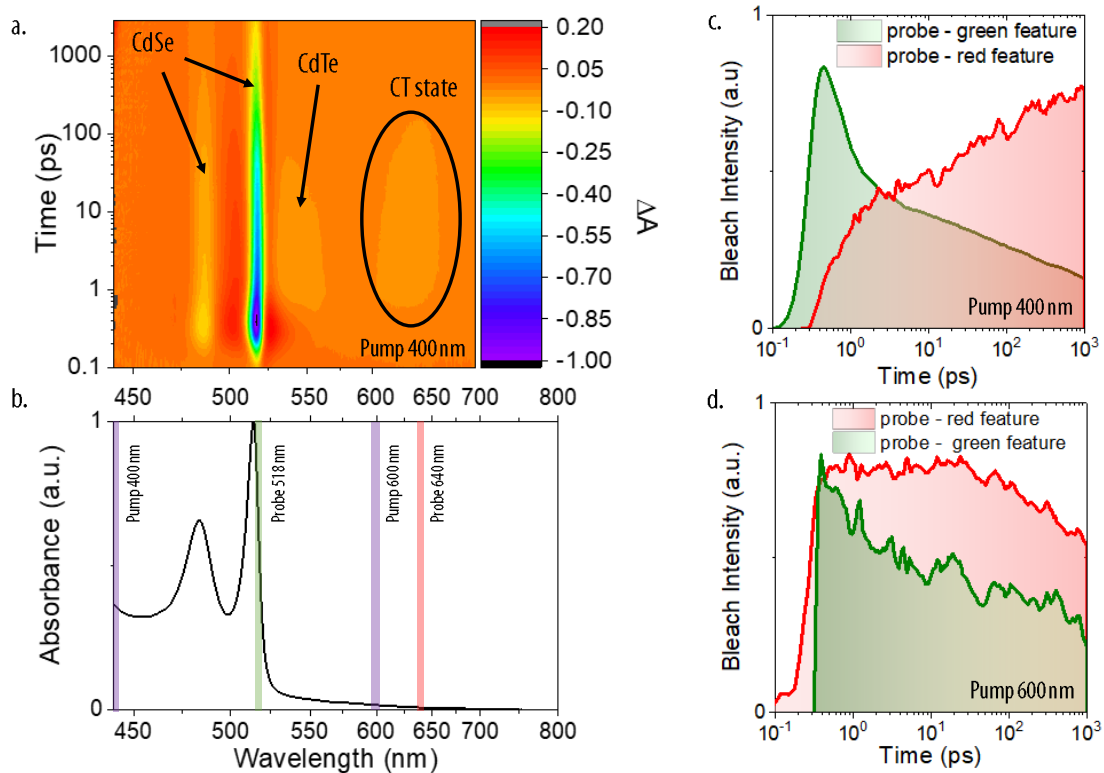 a.
CdSe
CdTe
CT state
Pump 400 nm
Time (ps)
1000
100
10
1
0.1
450
500
550
600
650
700
800
0.20
0.05
-0.10
-0.25
-0.40
-0.55
-0.70
-0.85
-1.00
ΔA
b.
Absorbance (a.u.)
1
0
Pump 400 nm
Probe 518 nm
Pump 600 nm
Probe 640 nm
450
500
550
600
650
700
800
Wavelength (nm)
c.
probe - green feature
probe - red feature
Bleach Intensity (a.u)
1
0
Pump 400 nm
10-1
100
101
102
103
Time (ps)
d.
probe - red feature
probe - green feature
Bleach Intensity (a.u.)
1
0
Pump 600 nm
10-1
100
101
102
103
Time (ps)